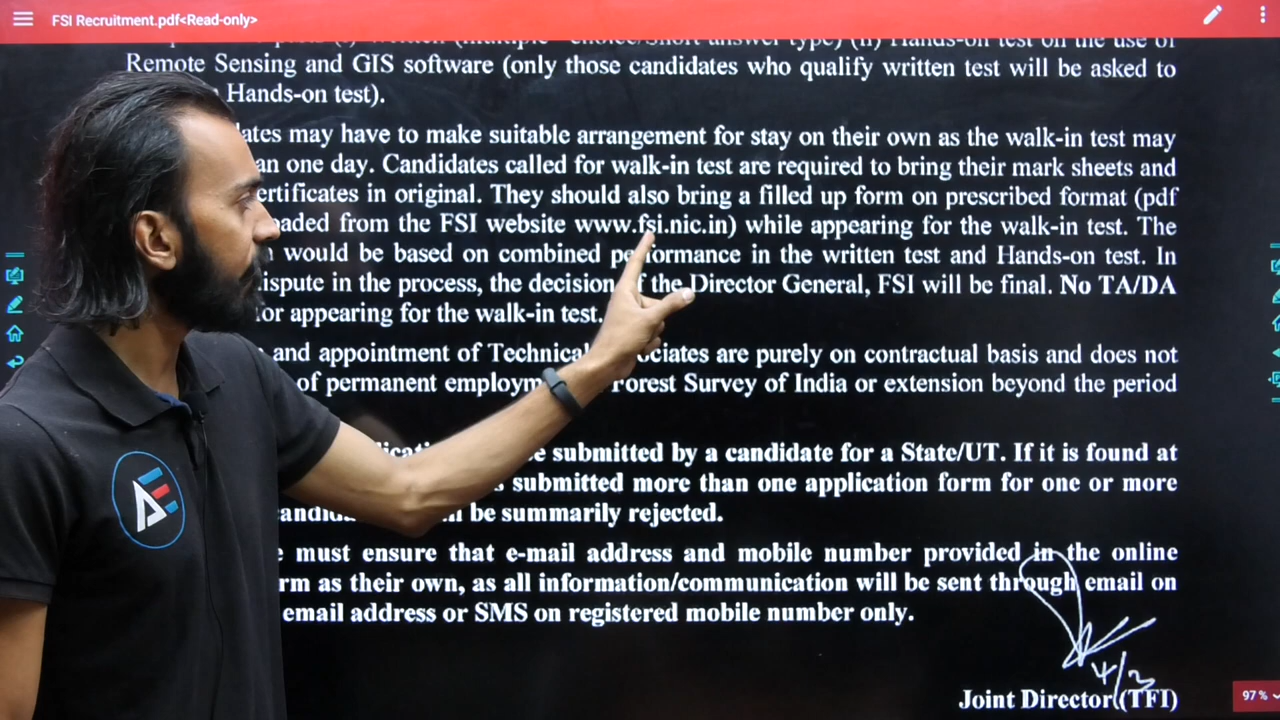 FSI Recruitment.pdf<Read-only>
Remote Sensing and GIS software (only those candidates who qualify written test will be asked to
Hands-on test).
may have to make suitable arrangement for stay on their own as the walk-in test may
an one day. Candidates called for walk-in test are required to bring their mark sheets and
ertificates in original. They should also bring a filled up form on prescribed format (pdf
oaded from the FSI website www.fsi.nic.in) while appearing for the walk-in test. The
would be based on combined performance in the written test and Hands-on test. In
ispute in the process, the decision of the Director General, FSI will be final. No TA/DA
or appearing for the walk-in test.
and appointment of Technical are purely on contractual basis and does not
of permanent Forest Survey of India or extension beyond the period
submitted by a candidate for a State/UT. If it is found at
submitted more than one application form for one or more
be summarily rejected.
must ensure that e-mail address and mobile number provided in the online
rm as their own, as all information/communication will be sent through email on
email address or SMS on registered mobile number only.
4/3
Joint Director (TFI)
97%